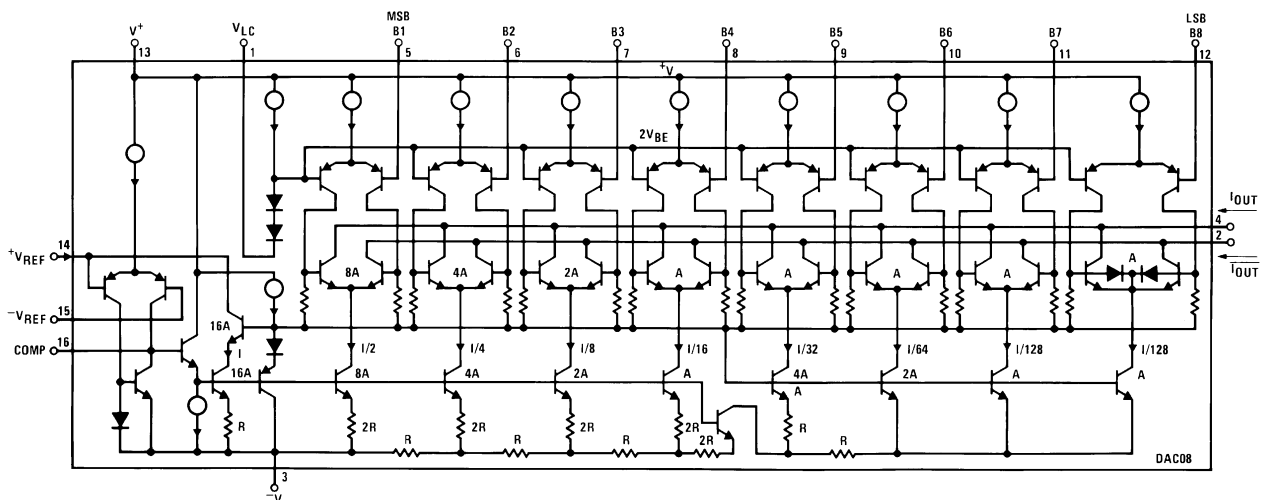 V+
VLC
MSB
B1
B2
B3
B4
B5
B6
B7
LSB
B8
13
1
5
6
7
8
9
10
11
12
+V
2VBE
IOUT
4
2
IOUT
14
+VREF
8A
4A
2A
A
A
A
A
A
−VREF
15
16A
COMP
16
I
I/2
I/4
I/8
I/16
I/32
I/64
I/128
I/128
16A
8A
4A
2A
A
4A
A
2A
A
A
R
2R
2R
2R
2R
2R
R
R
R
R
R
DAC08
3
−V